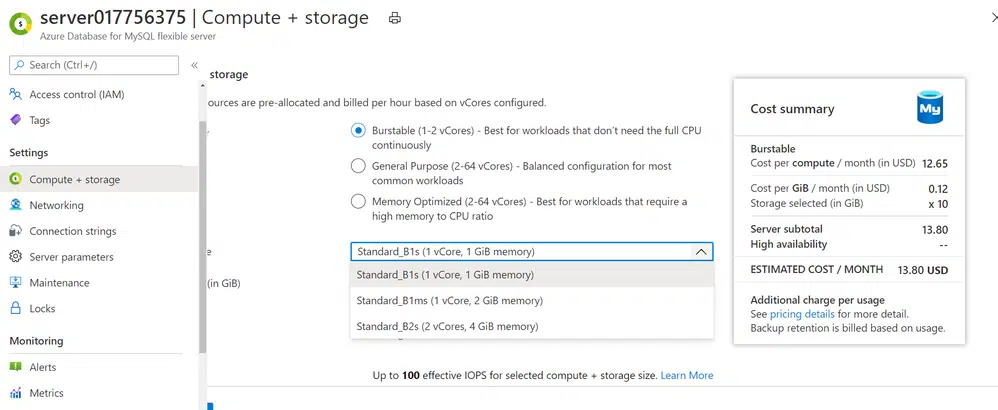 server017756375 | Compute + storage
Azure Database for MySQL flexible server
Search (Ctrl+/)
«
Access control (IAM)
Tags
Settings
Compute + storage
Networking
Connection strings
Server parameters
Maintenance
Locks
Monitoring
Alerts
Metrics
storage
ources are pre-allocated and billed per hour based on vCores configured.
Burstable (1-2 vCores) - Best for workloads that don't need the full CPU
continuously
General Purpose (2-64 vCores) - Balanced configuration for most
common workloads
Memory Optimized (2-64 vCores) - Best for workloads that require a
high memory to CPU ratio
Standard_B1s (1 vCore, 1 GiB memory)
Standard_B1s (1 vCore, 1 GiB memory)
(in GiB)
Standard_B1ms (1 vCore, 2 GiB memory)
Standard_B2s (2 vCores, 4 GiB memory)
Up to 100 effective IOPS for selected compute + storage size. Learn More
Cost summary
My
Burstable
Cost per compute / month (in USD) 12.65
Cost per GiB / month (in USD) 0.12
Storage selected (in GiB) x 10
Server subtotal 13.80
High availability --
ESTIMATED COST / MONTH 13.80 USD
Additional charge per usage
See pricing details for more detail.
Backup retention is billed based on usage.